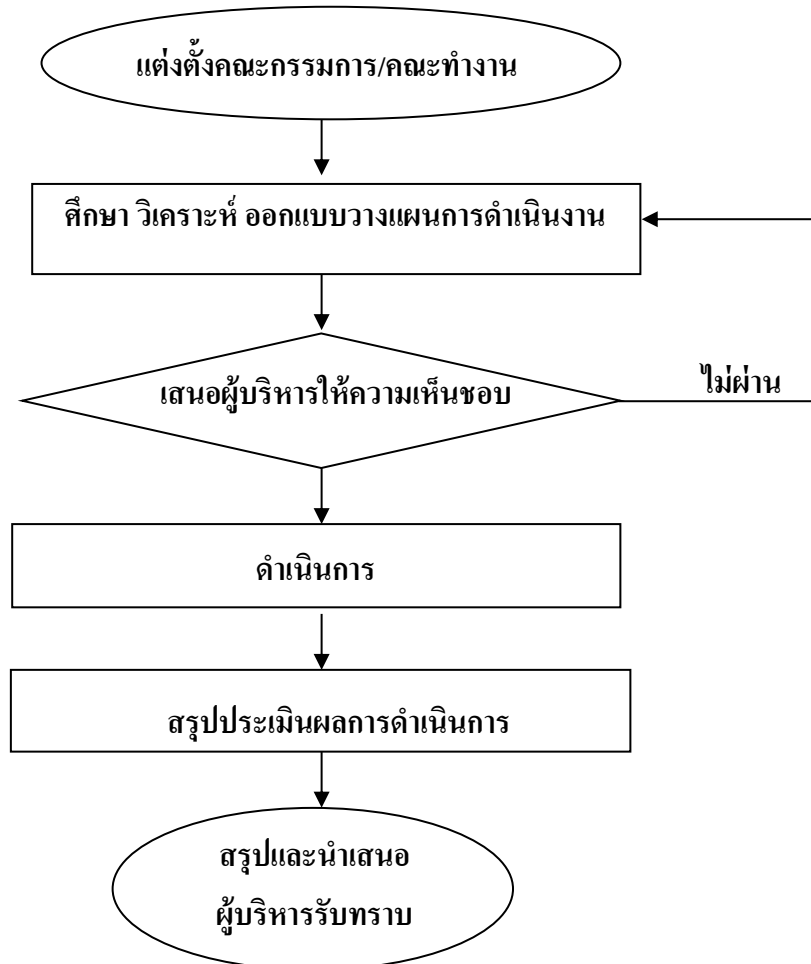 แต่งตั้งคณะกรรมการ/คณะทำงาน
ศึกษา วิเคราะห์ ออกแบบวางแผนการดำเนินงาน
เสนอผู้บริหารให้ความเห็นชอบ
ไม่ผ่าน
ดำเนินการ
สรุปประเมินผลการดำเนินการ
สรุปและนำเสนอ
ผู้บริหารรับทราบ